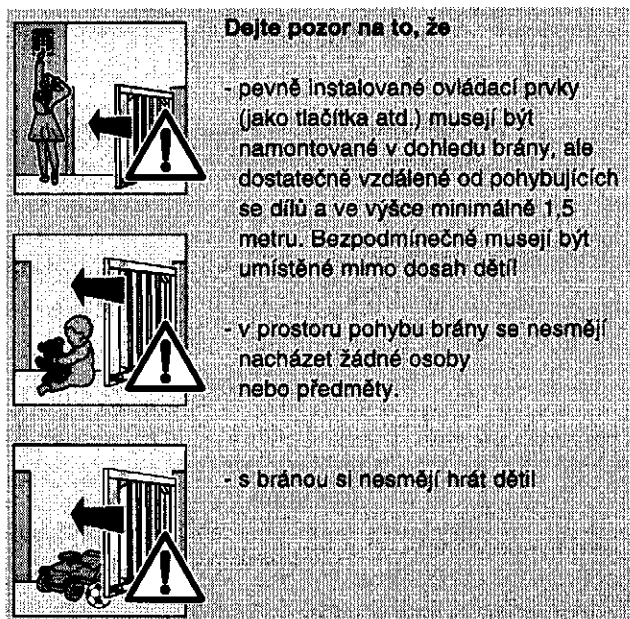 Dejte pozor na to, že
- pevně instalované ovládací prvky
(jako tlačítka atd.) musejí být
namontované v dohledu brány, ale
dostatečně vzdálené od pohybujících
se dílů a ve výšce minimálně 1,5
metru. Bezpodmínečně musejí být
umístěné mimo dosah dětí!
- v prostoru pohybu brány se nesmějí
nacházet žádné osoby
nebo předměty.
- s bránou si nesmějí hrát děti!